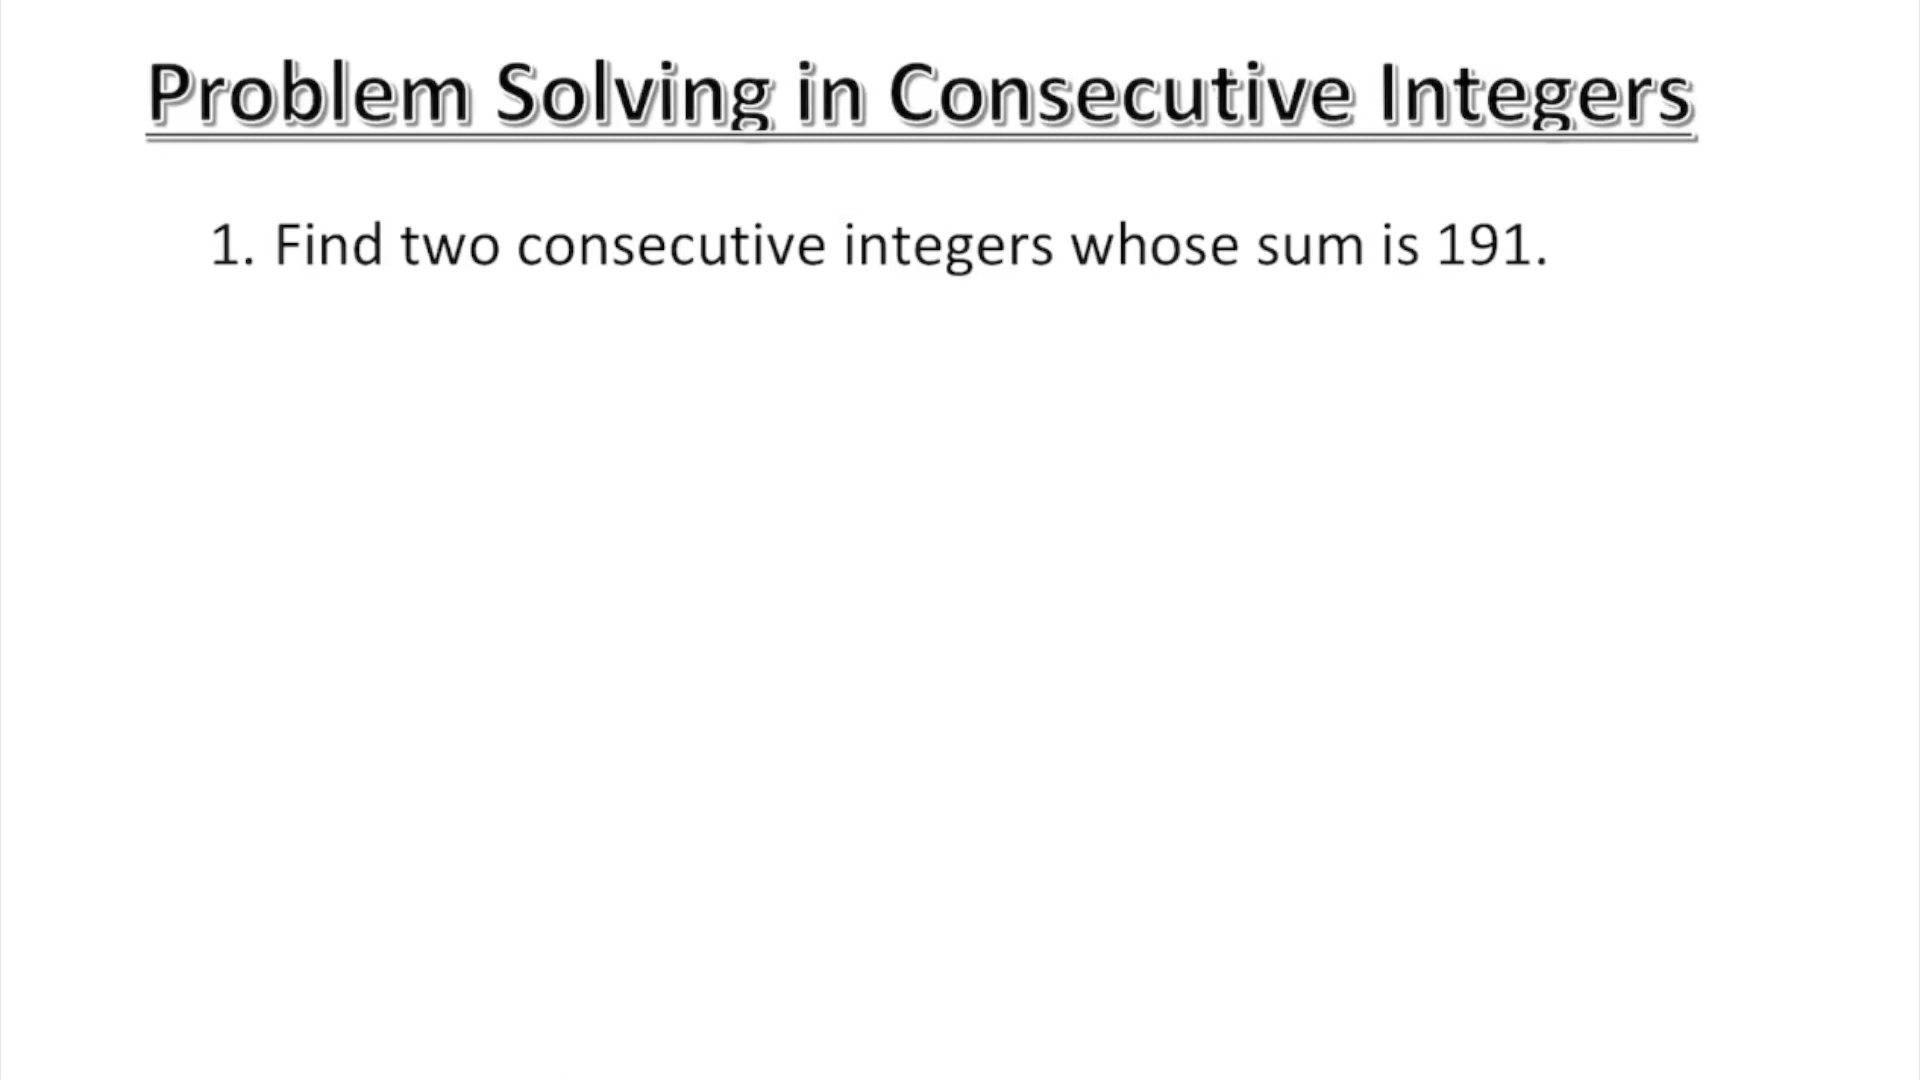 Problem Solving in Consecutive Integers
1. Find two consecutive integers whose sum is 191.